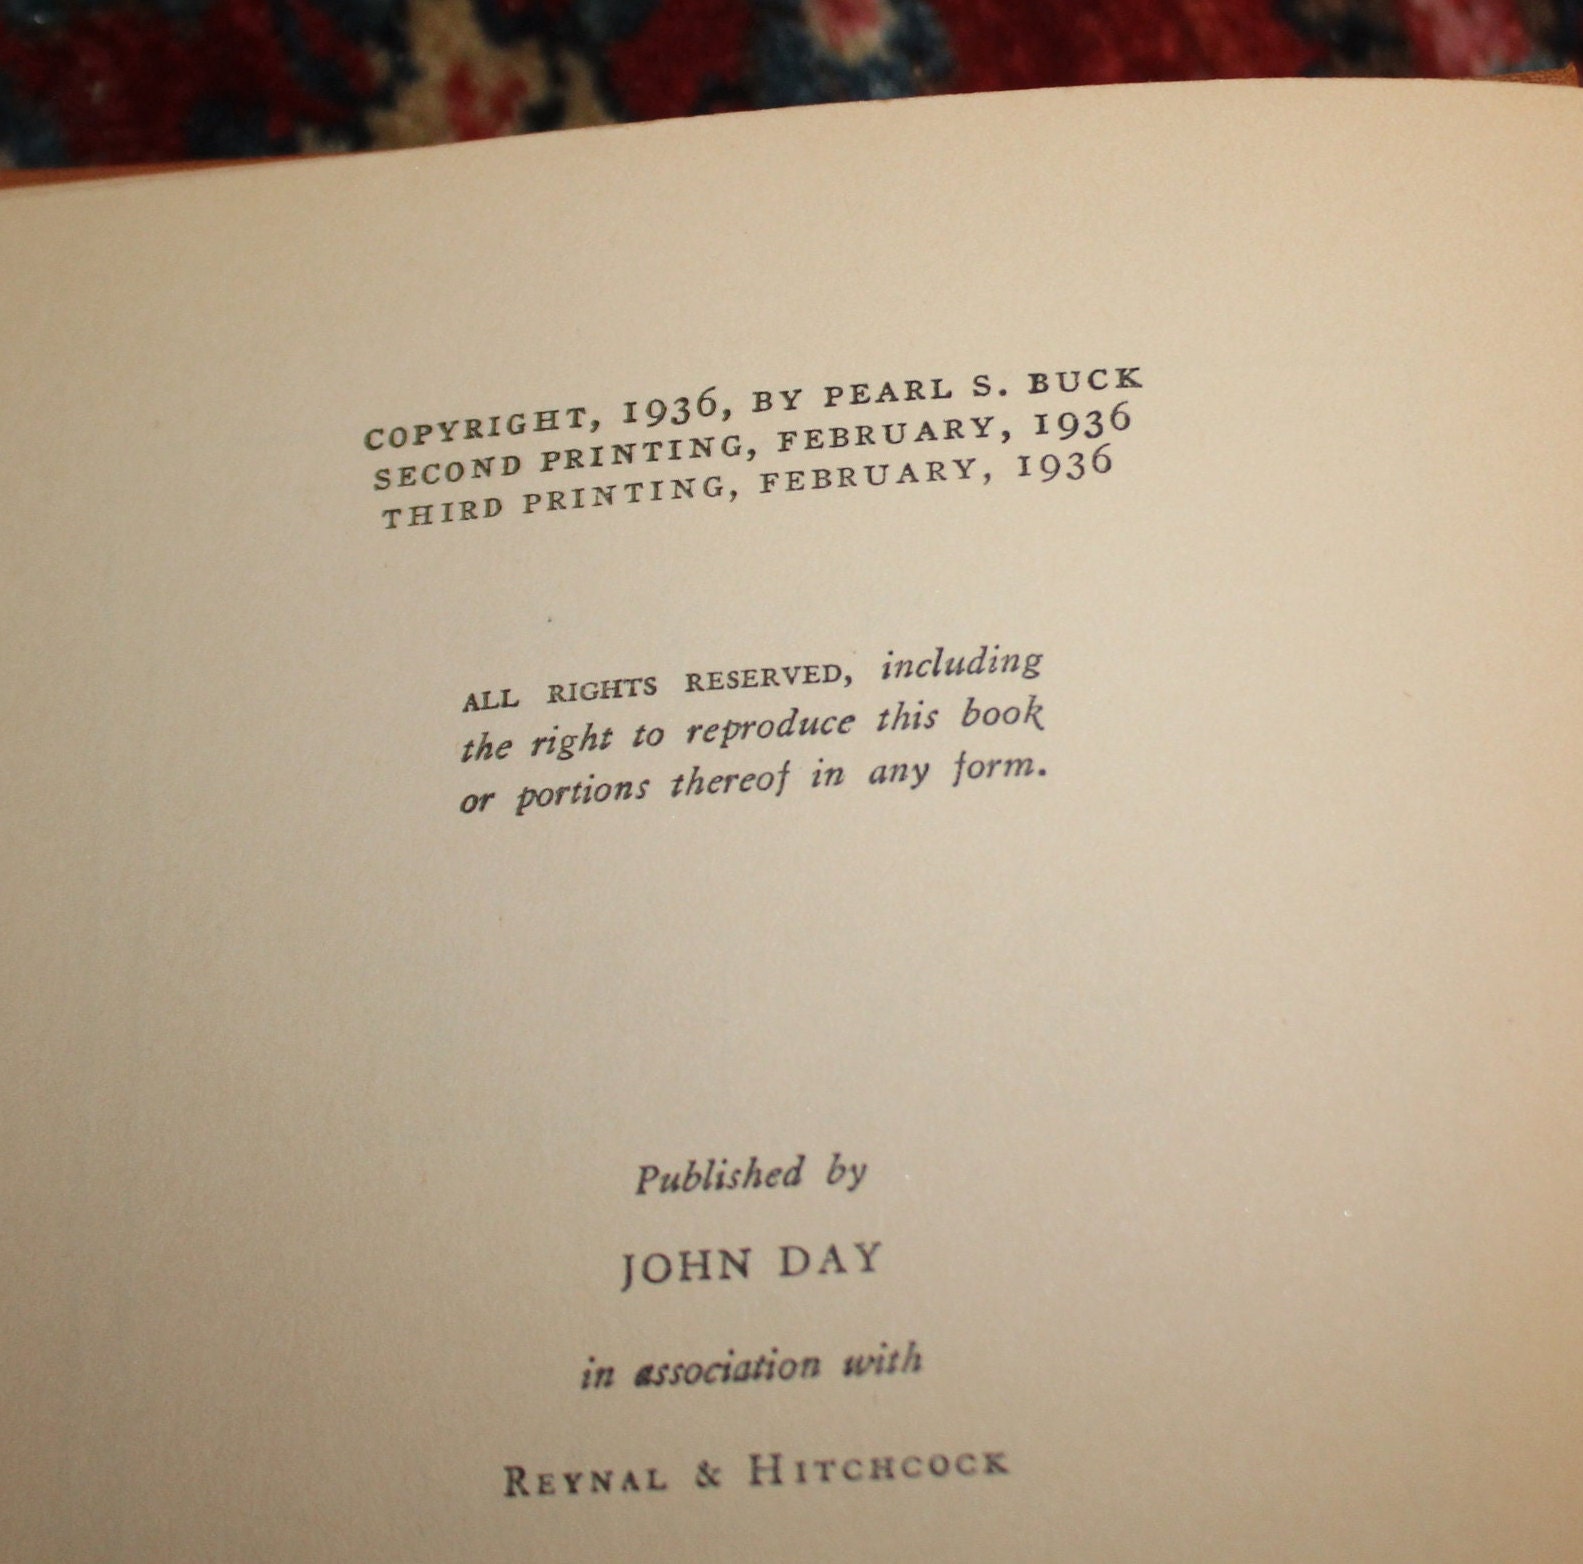 COPYRIGHT, 1936, BY PEARL S. BUCK
SECOND PRINTING, FEBRUARY, 1936
THIRD PRINTING, FEBRUARY, 1936
ALL RIGHTS RESERVED, including
the right to reproduce this book
or portions thereof in any form.
Published by
JOHN DAY
in association with
REYNAL & HITCHCOCK